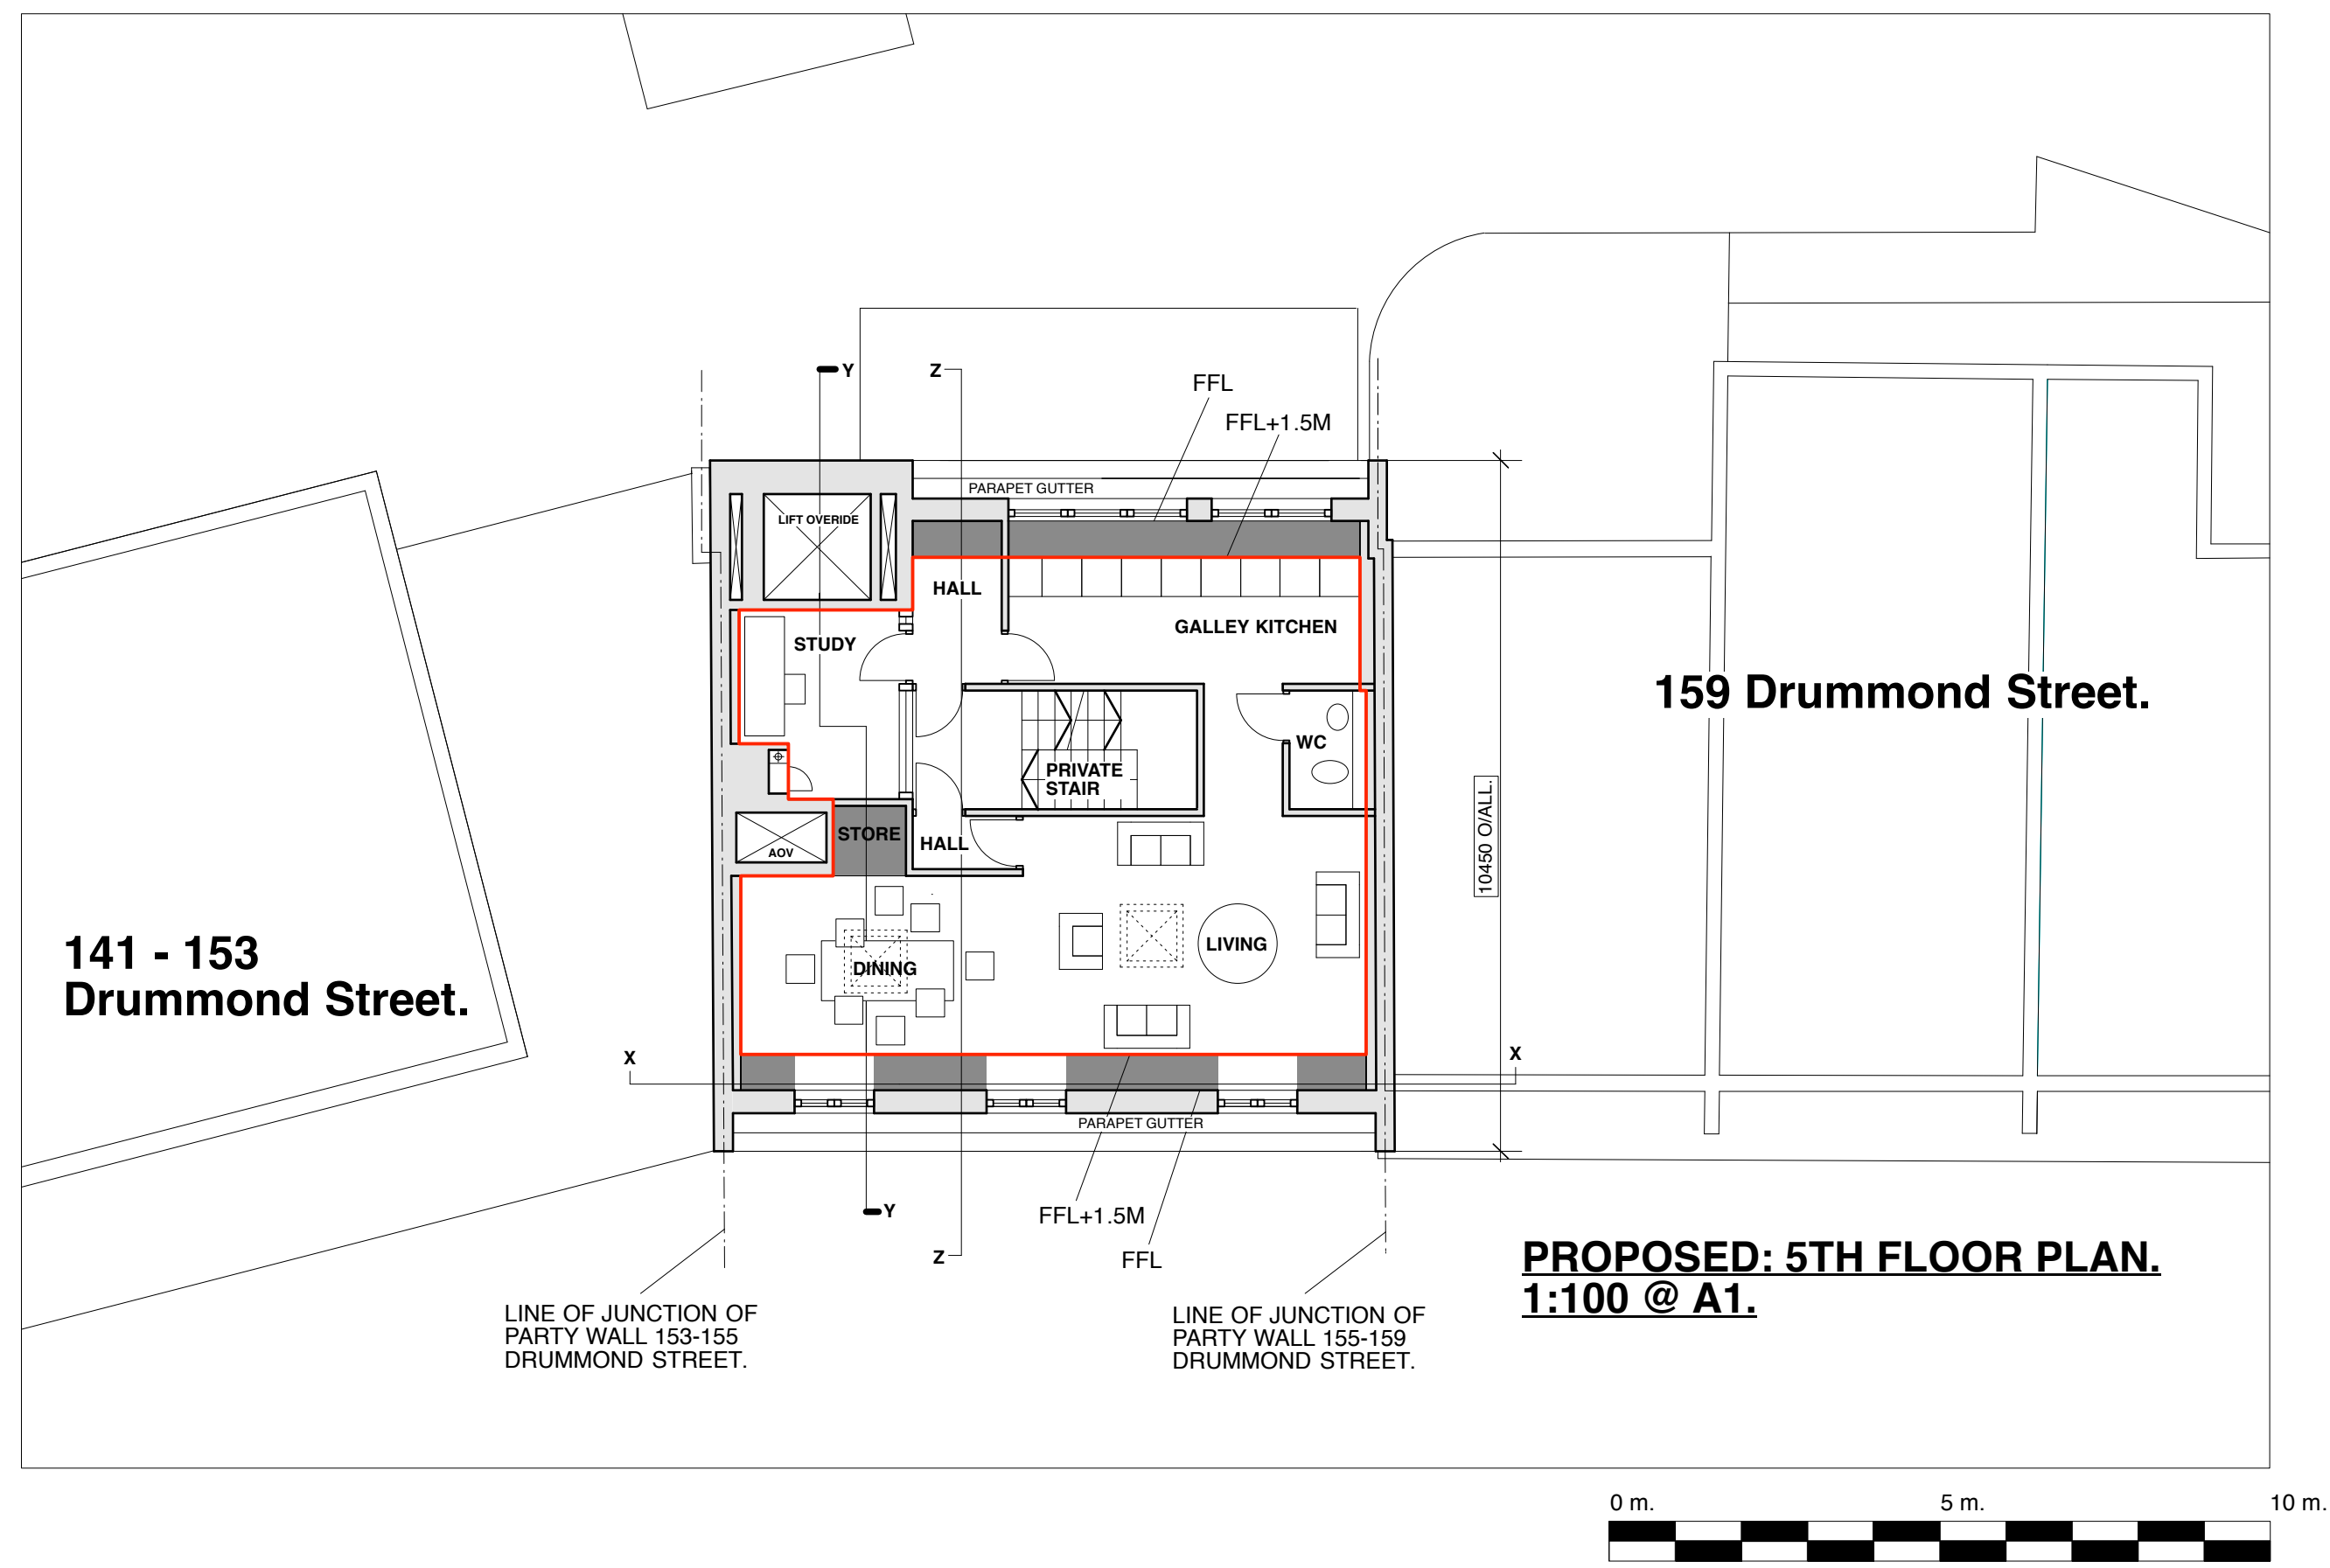 Y
Z
FFL
FFL+1.5M
PARAPET GUTTER
LIFT OVERIDE
HALL
GALLEY KITCHEN
STUDY
159 Drummond Street.
WC
PRIVATE
STAIR
10450 O/ALL.
STORE
HALL
AOV
141 - 153
Drummond Street.
LIVING
DINING
X
X
PARAPET GUTTER
Y
FFL+1.5M
Z
FFL
PROPOSED: 5TH FLOOR PLAN.
1:100 @ A1.
LINE OF JUNCTION OF
PARTY WALL 153-155
DRUMMOND STREET.
LINE OF JUNCTION OF
PARTY WALL 155-159
DRUMMOND STREET.
0 m.
5 m.
10 m.